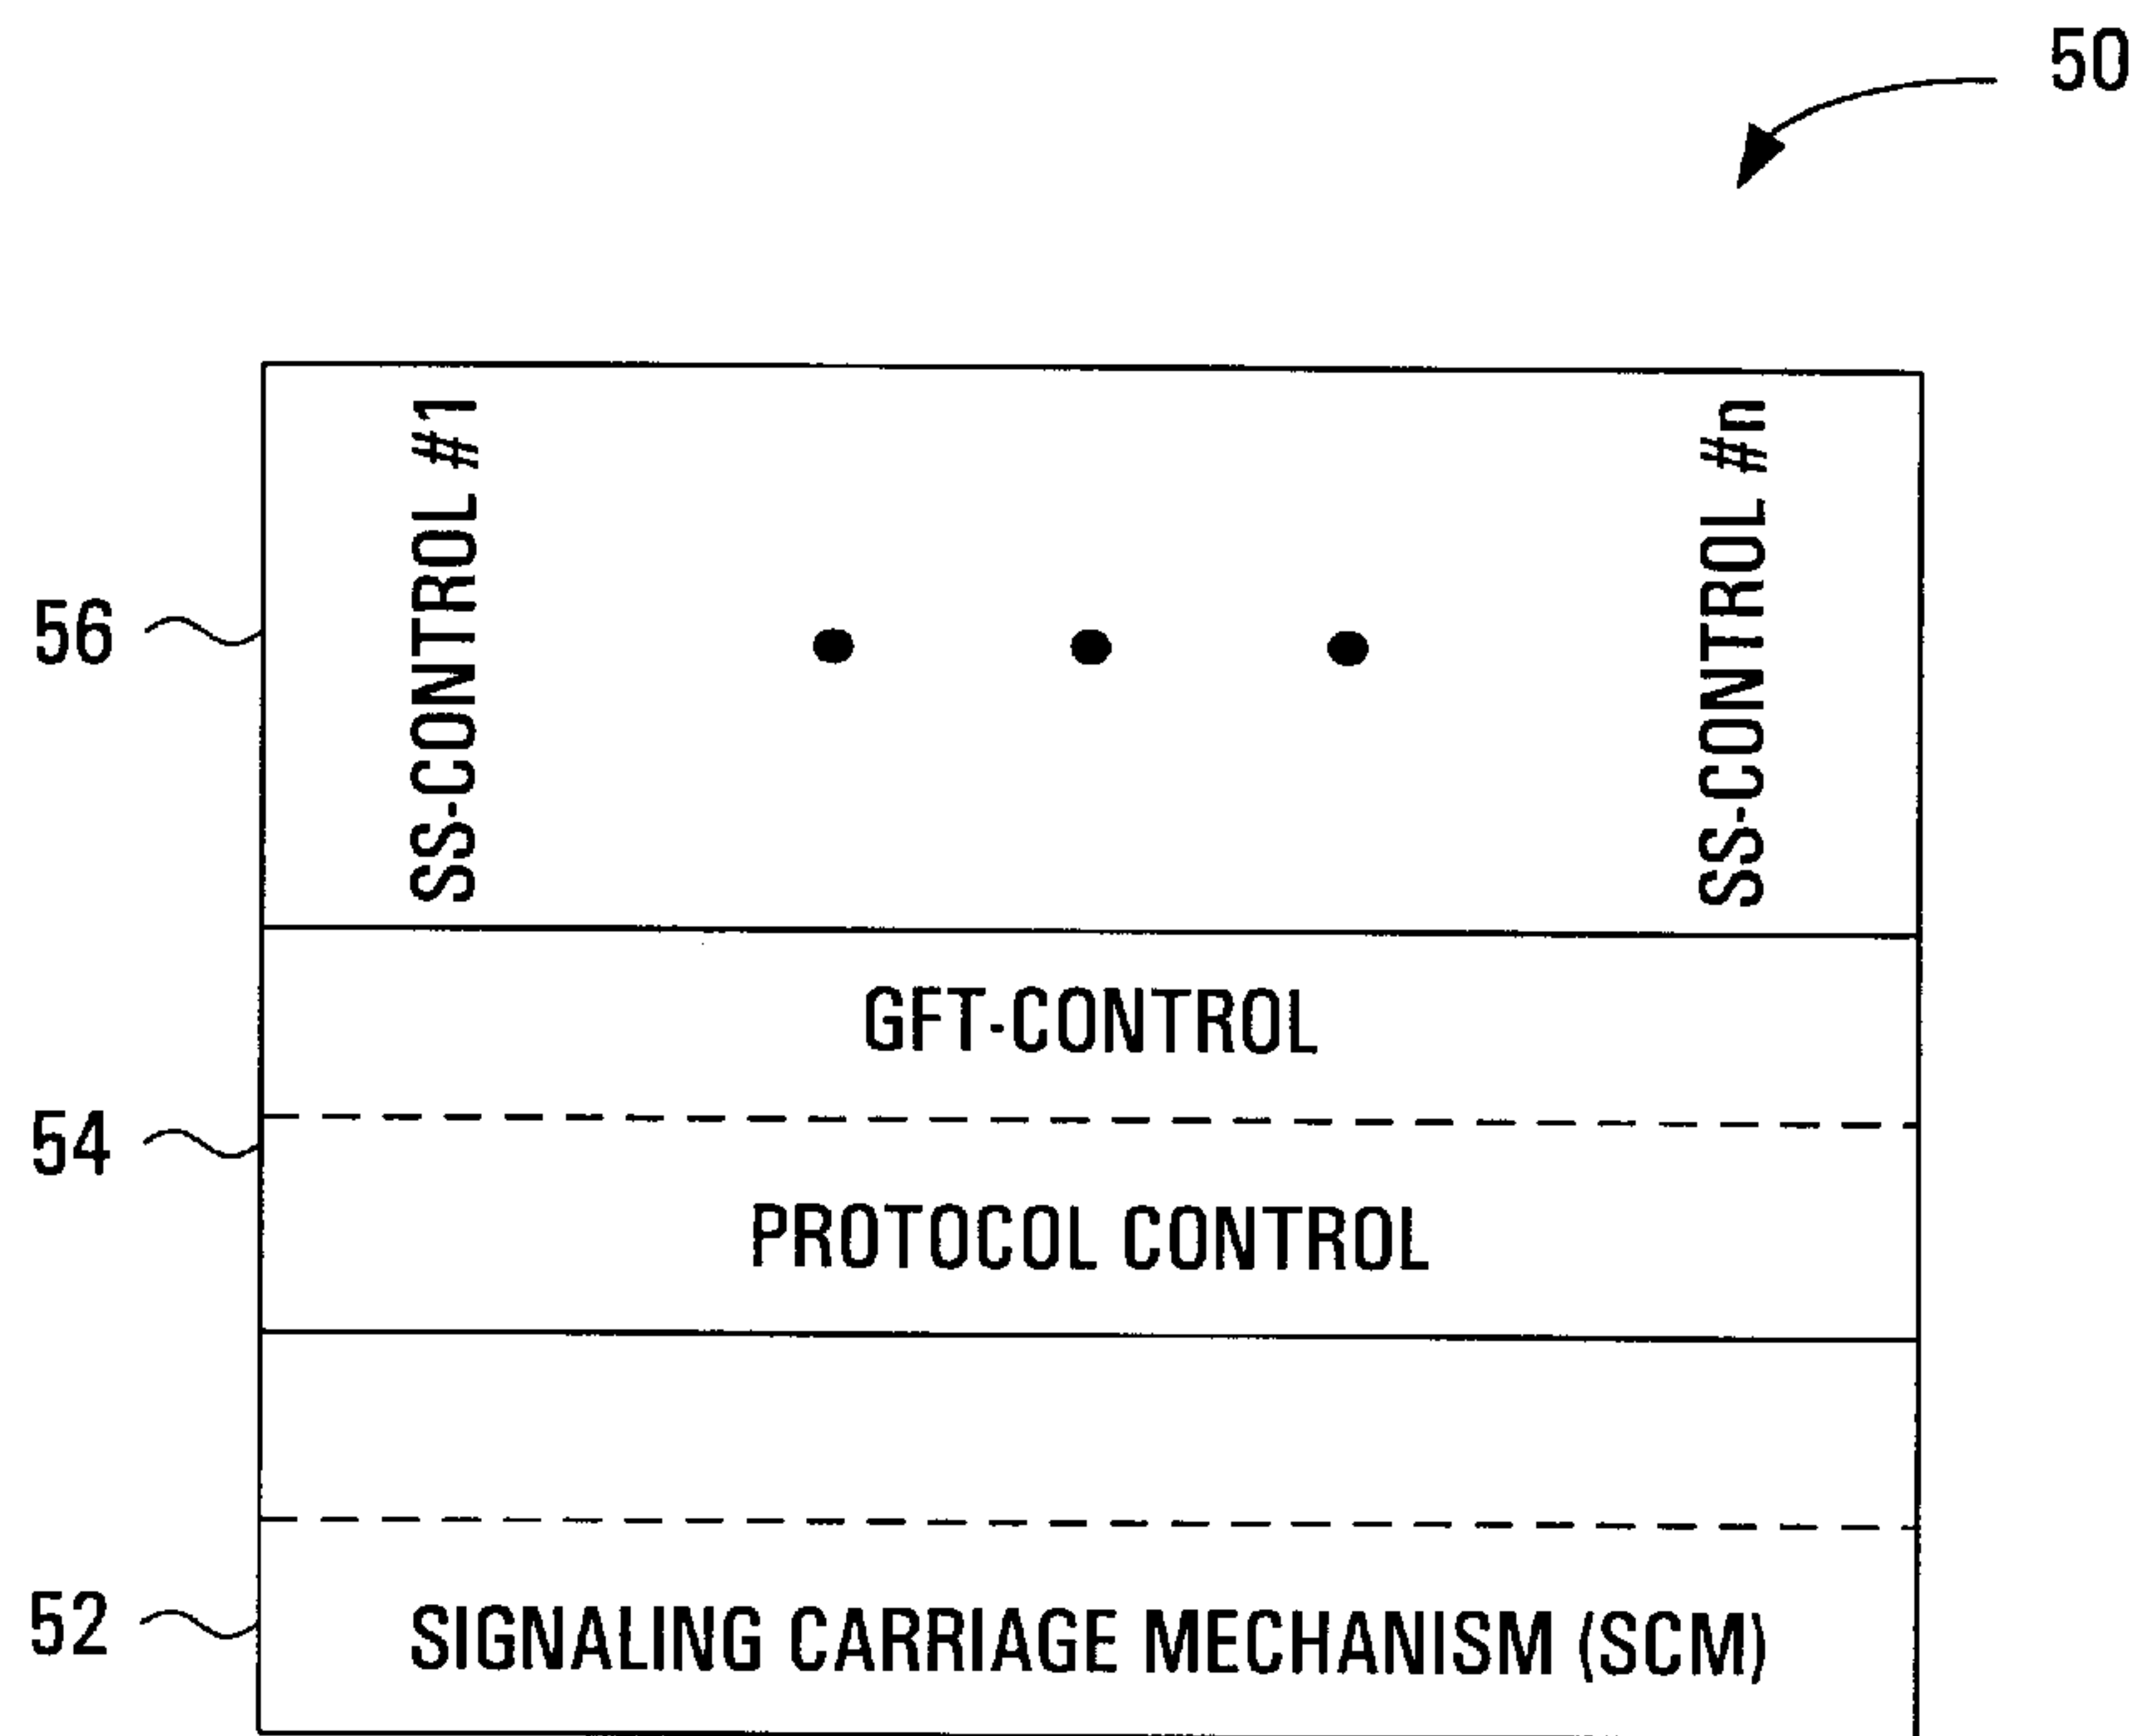 50
SS-CONTROL #1
SS-CONTROL #n
56
GFT-CONTROL
54
PROTOCOL CONTROL
52
SIGNALING CARRIAGE MECHANISM (SCM)